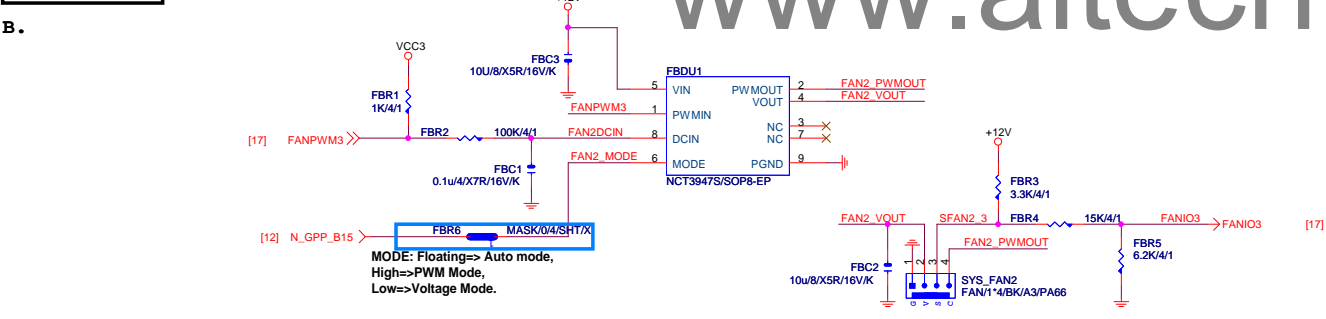 www.aitech
B.
+12V
VCC3
FBC3
10U/8/X5R/16V/K
FBDU1
FBR1
1K/4/1
5
VIN
PWMOUT
2
FAN2_PWMOUT
VOUT
4
FAN2_VOUT
FANPWM3
1
PWMIN
NC
3
[17]
FANPWM3
FBR2
100K/4/1
FAN2DCIN
8
DCIN
NC
7
+12V
FAN2_MODE
6
MODE
PGND
9
FBC1
0.1u/4/X7R/16V/K
NCT3947S/SOP8-EP
FBR3
3.3K/4/1
FAN2_VOUT
SFAN2_3
FBR4
15K/4/1
FANIO3
FANIO3
[17]
[12]
N_GPP_B15
FBR6
MASK/0/4/SHT/X
FAN2_PWMOUT
FBR5
6.2K/4/1
MODE: Floating=> Auto mode,
High=>PWM Mode,
Low=>Voltage Mode.
FBC2
10u/8/X5R/16V/K
1
2
3
4
SYS_FAN2
FAN/1*4/BK/A3/PA66
G
V
S
C